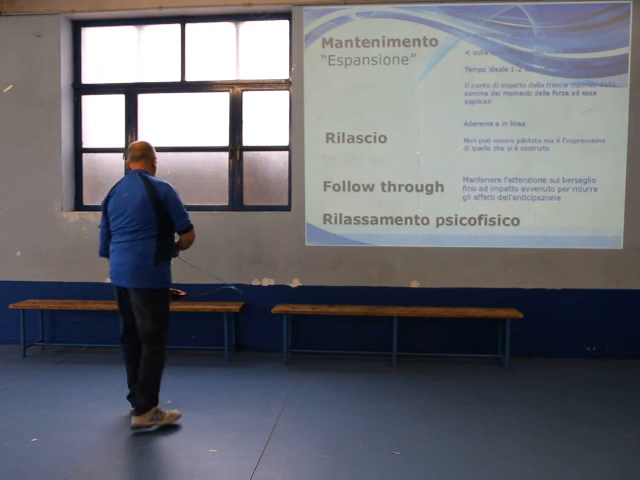 Mantenimento
"Espansione"
Tempo ideale 1-2
Il punto di impatto della freccia dipende dalla
somma dei momenti delle forze ad essa
applicati
Aderente e in linea
Rilascio
Non può essere pilotato ma è l'espressione
di quello che si è costruito
Follow through
Mantenere l'attenzione sul bersaglio
fino ad impatto avvenuto per ridurre
gli effetti dell'anticipazione
Rilassamento psicofisico